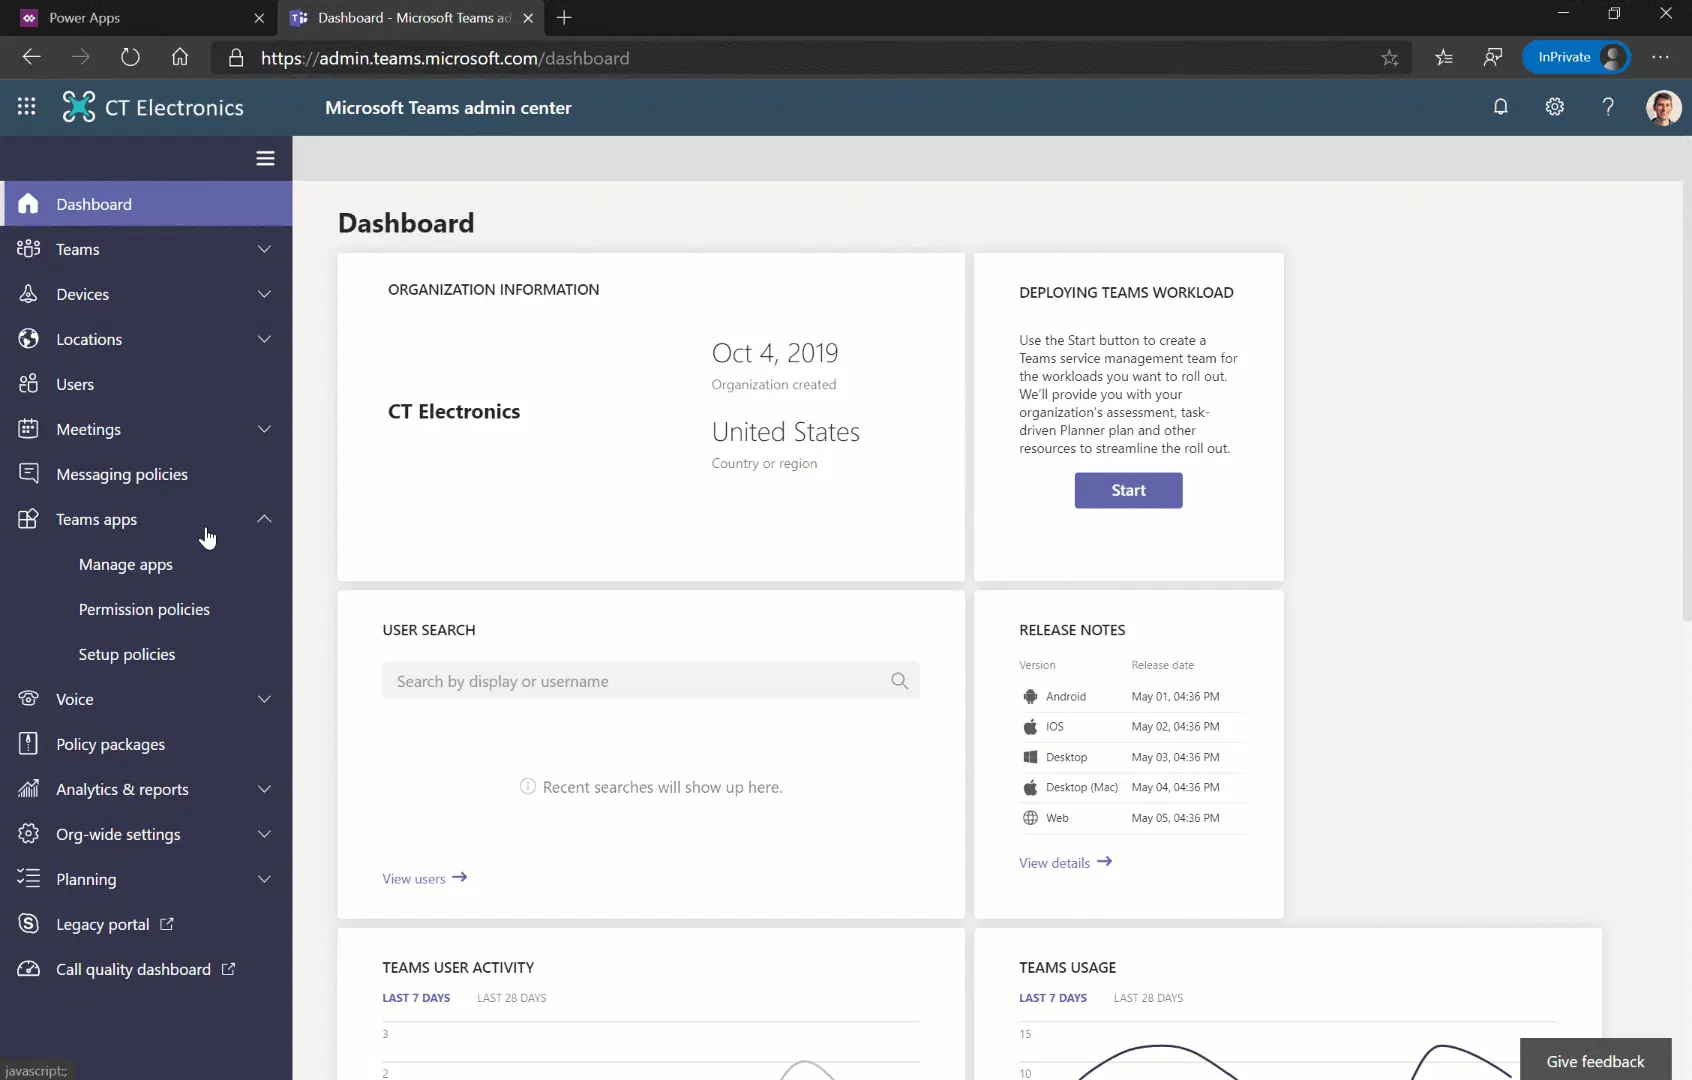 Power Apps
Dashboard - Microsoft Teams ad
https://admin.teams.microsoft.com/dashboard
InPrivate
CT Electronics
Microsoft Teams admin center
Dashboard
Teams
Devices
Locations
Users
Meetings
Messaging policies
Teams apps
Manage apps
Permission policies
Setup policies
Voice
Policy packages
Analytics & reports
Org-wide settings
Planning
Legacy portal
Call quality dashboard
javascript:;
Dashboard
ORGANIZATION INFORMATION
CT Electronics
Oct 4, 2019
Organization created
United States
Country or region
DEPLOYING TEAMS WORKLOAD
Use the Start button to create a
Teams service management team for
the workloads you want to roll out.
We'll provide you with your
organization's assessment, task-
driven Planner plan and other
resources to streamline the roll out.
Start
USER SEARCH
Search by display or username
Recent searches will show up here.
View users
RELEASE NOTES
Version Release date
Android May 01, 04:36 PM
IOS May 02, 04:36 PM
Desktop May 03, 04:36 PM
Desktop (Mac) May 04, 04:36 PM
Web May 05, 04:36 PM
View details
TEAMS USER ACTIVITY
LAST 7 DAYS LAST 28 DAYS
3
2
TEAMS USAGE
LAST 7 DAYS LAST 28 DAYS
15
10
Give feedback